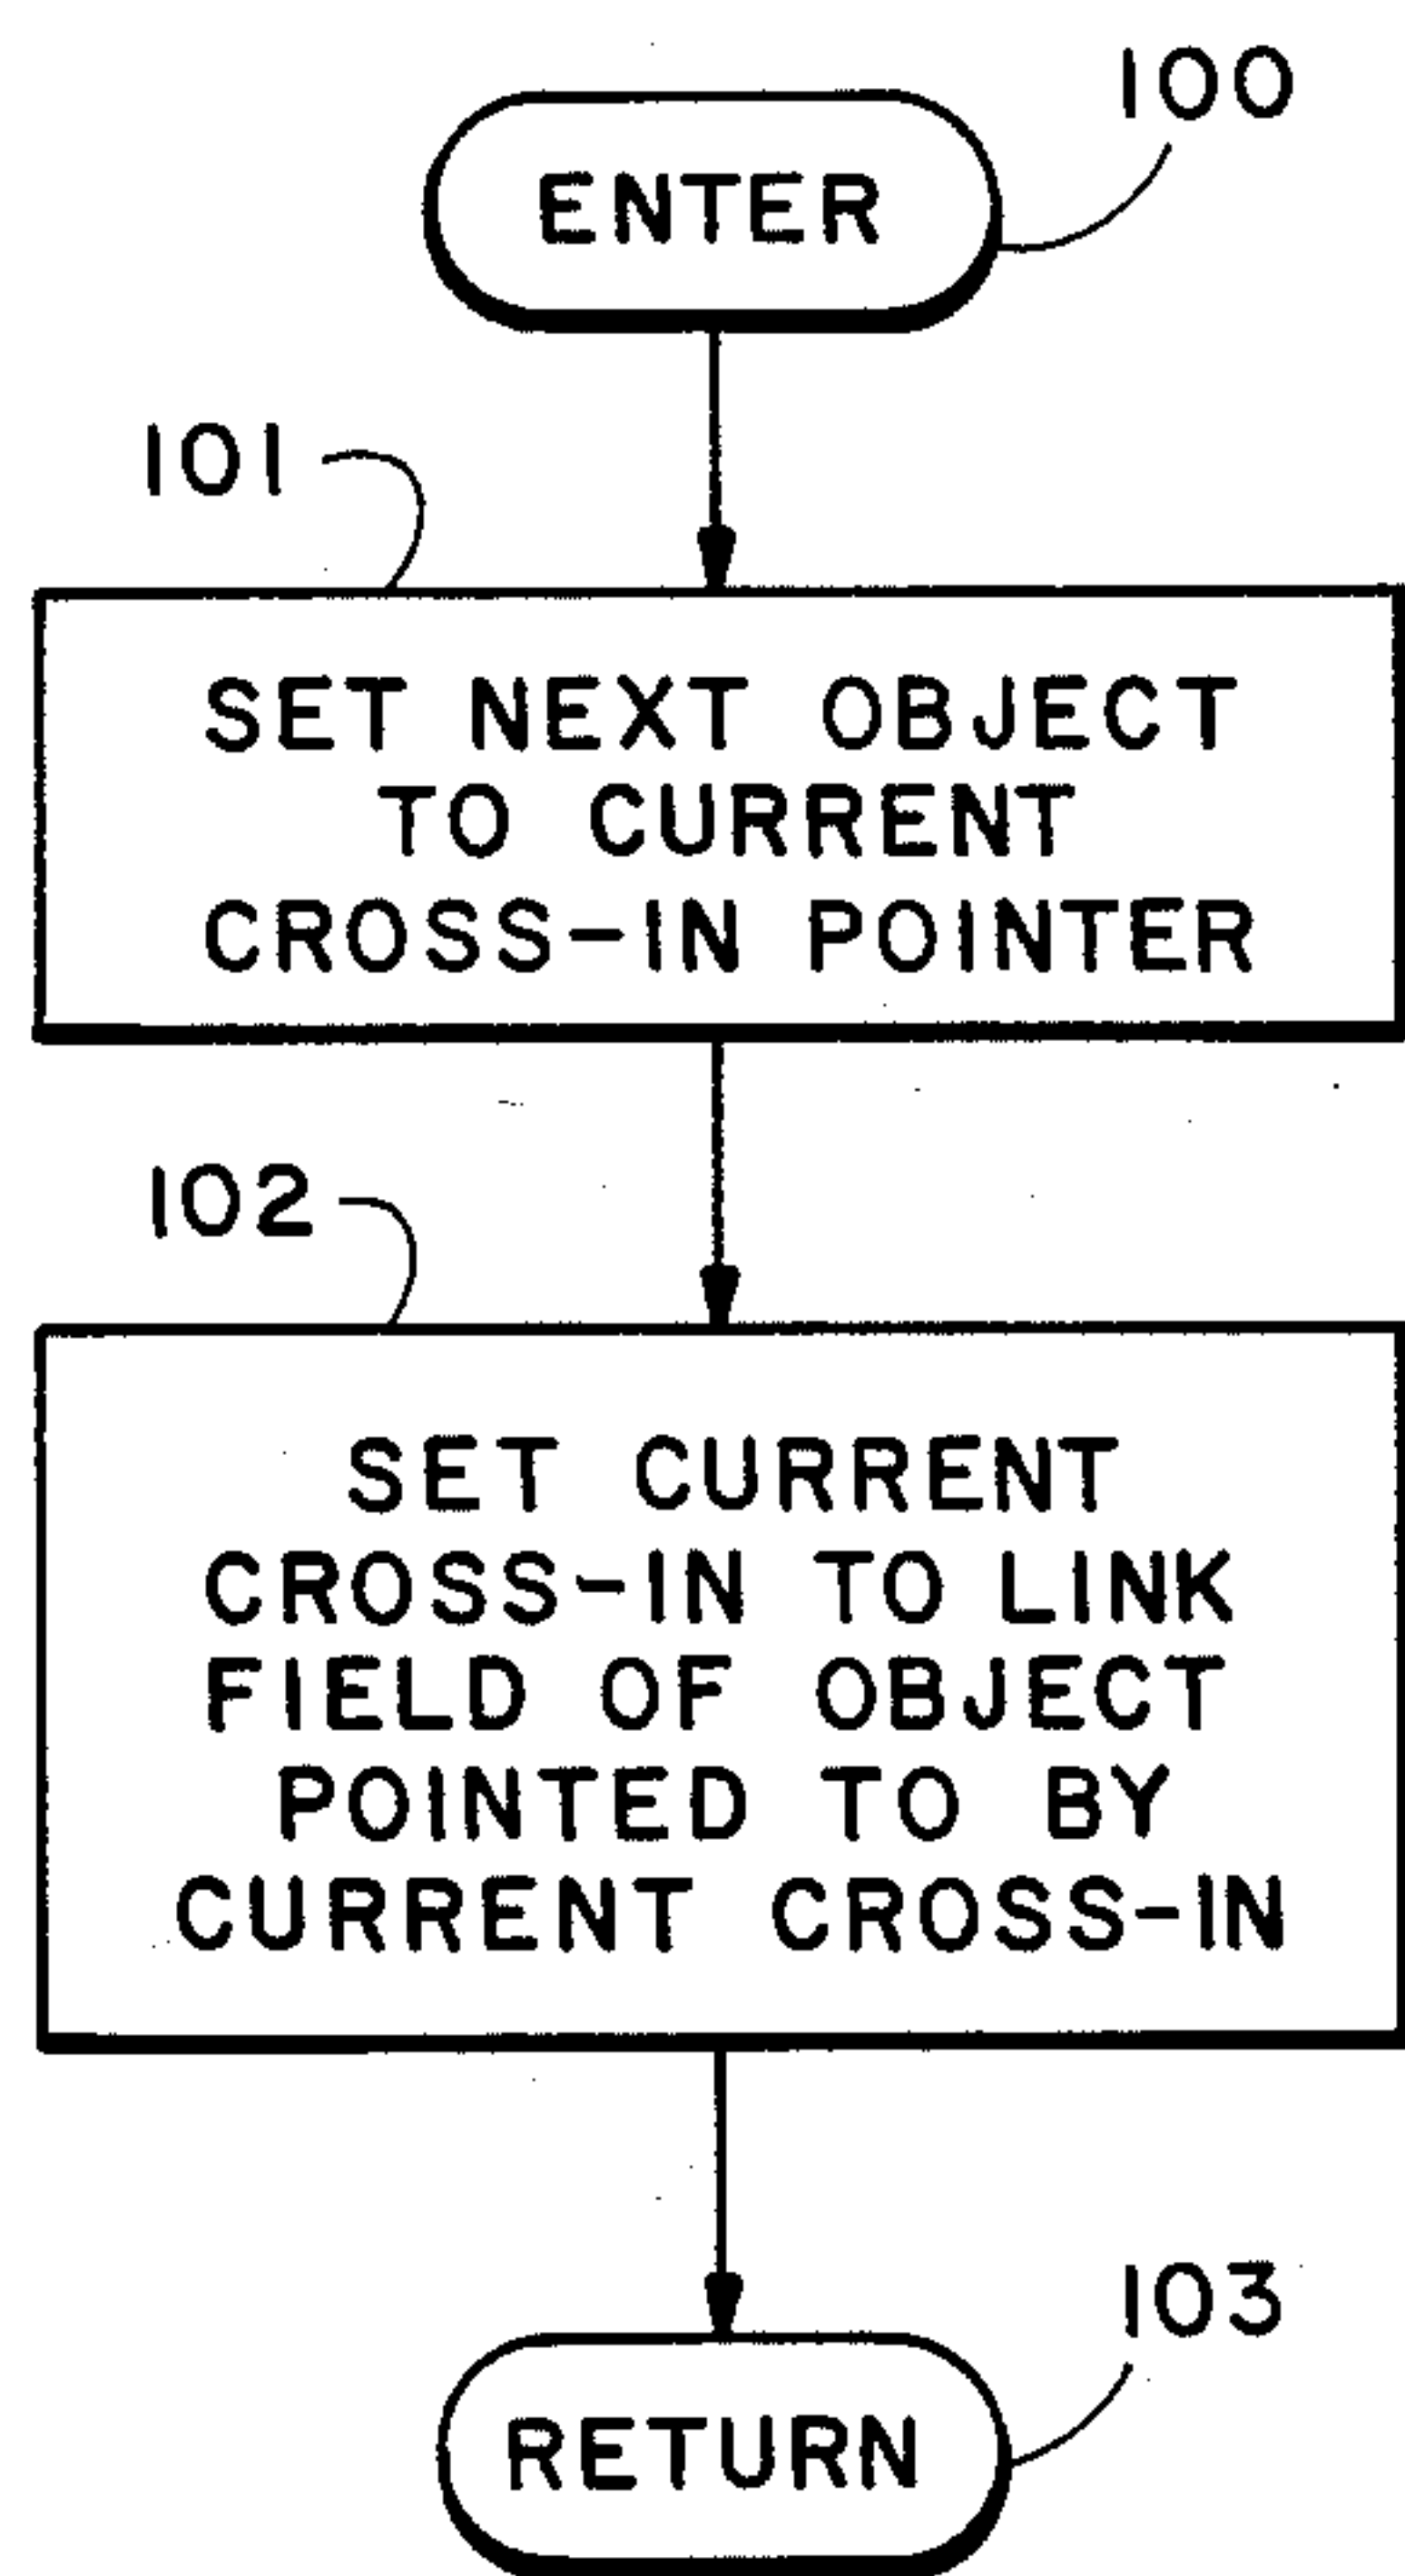 100
ENTER
101
SET NEXT OBJECT
TO CURRENT
CROSS-IN POINTER
102
SET CURRENT
CROSS-IN TO LINK
FIELD OF OBJECT
POINTED TO BY
CURRENT CROSS-IN
103
RETURN